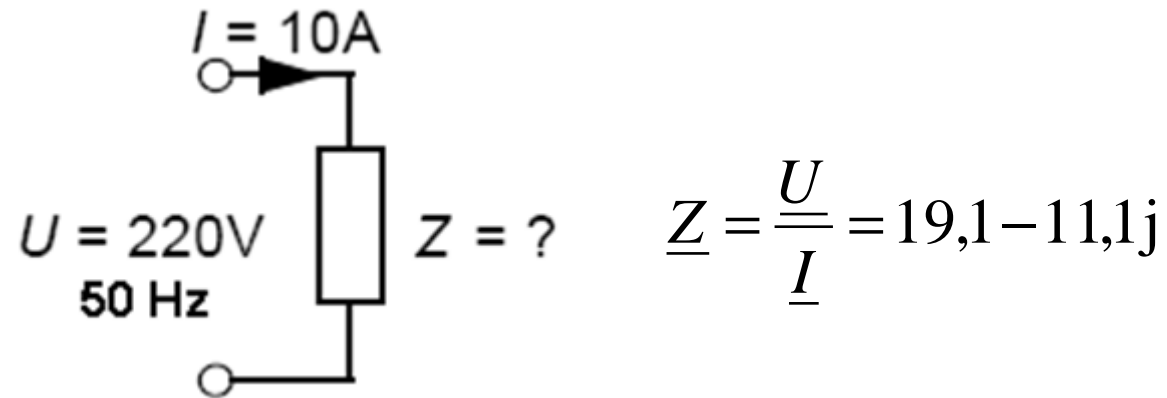 I = 10A
U = 220V
50 Hz
Z = ?
Z = U / I = 19,1 − 11,1j